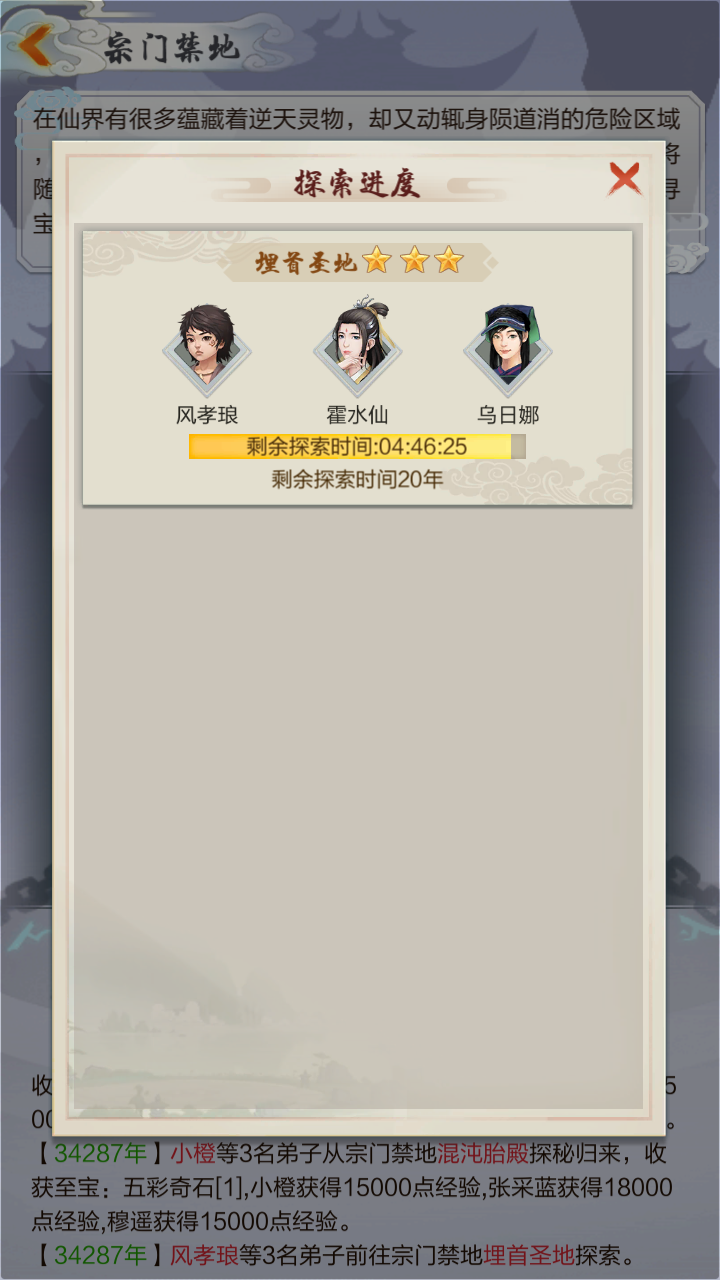 宗门禁地
在仙界有很多蕴藏着逆天灵物，却又动辄身陨道消的危险区域
，
随
宝
探索进度
埋首圣地
风孝琅
霍水仙
乌日娜
剩余探索时间:04:46:25
剩余探索时间20年
收
5
00
。
【34287年】小橙等3名弟子从宗门禁地混沌胎殿探秘归来，收
获至宝：五彩奇石[1],小橙获得15000点经验,张采蓝获得18000
点经验,穆遥获得15000点经验。
【34287年】风孝琅等3名弟子前往宗门禁地埋首圣地探索。